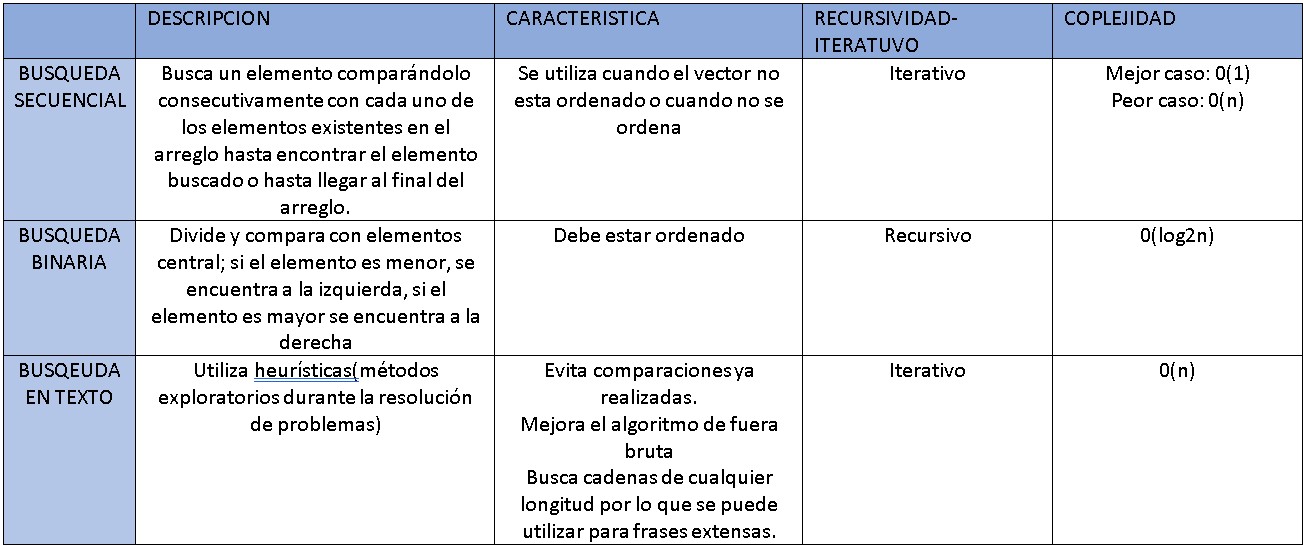 DESCRIPCION
CARACTERISTICA
RECURSIVIDAD-
ITERATUVO
COPLEJIDAD
BUSQUEDA
SECUENCIAL
Busca un elemento comparándolo
consecutivamente con cada uno de
los elementos existentes en el
arreglo hasta encontrar el elemento
buscado o hasta llegar al final del
arreglo.
Se utiliza cuando el vector no
esta ordenado o cuando no se
ordena
Iterativo
Mejor caso: 0(1)
Peor caso: 0(n)
BUSQUEDA
BINARIA
Divide y compara con elementos
central; si el elemento es menor, se
encuentra a la izquierda, si el
elemento es mayor se encuentra a la
derecha
Debe estar ordenado
Recursivo
0(log2n)
BUSQEUDA
EN TEXTO
Utiliza heurísticas(métodos
exploratorios durante la resolución
de problemas)
Evita comparaciones ya
realizadas.
Mejora el algoritmo de fuera
bruta
Busca cadenas de cualquier
longitud por lo que se puede
utilizar para frases extensas.
Iterativo
0(n)